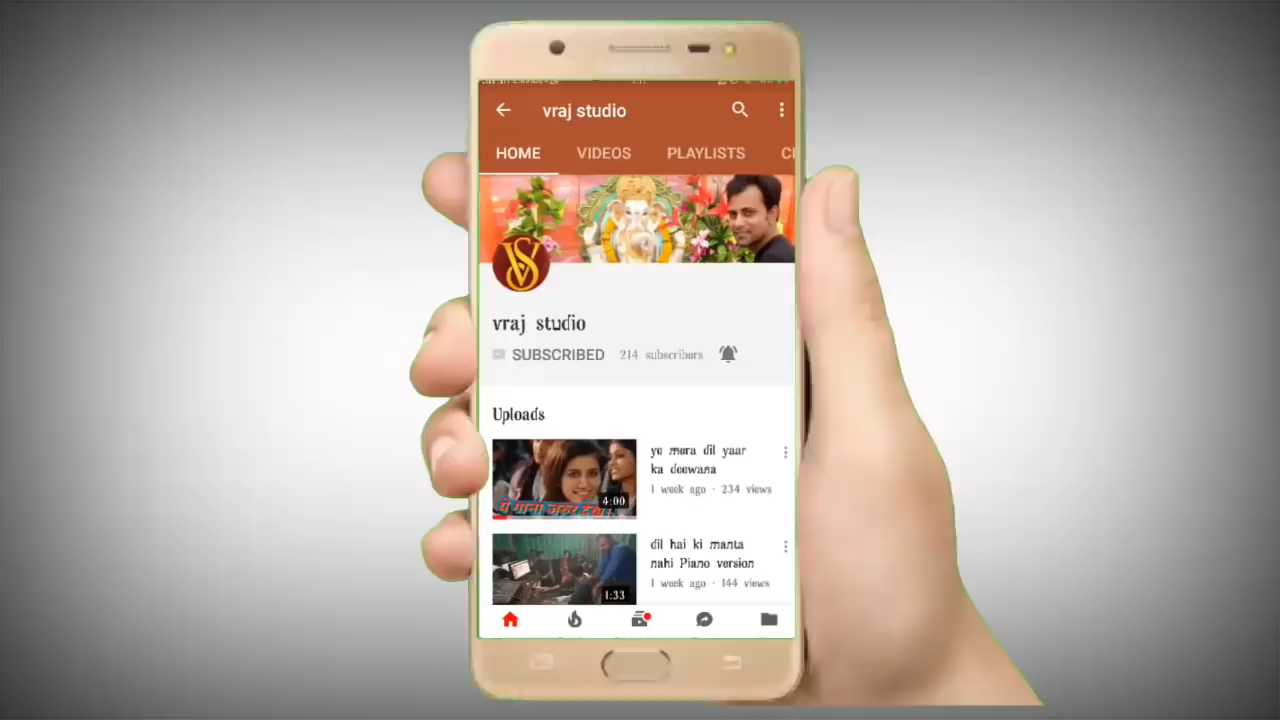 vraj studio
HOME VIDEOS PLAYLISTS
VS
vraj studio
SUBSCRIBED 214 subscribers
Uploads
ye mera dil yaar
ka deewana
1 week ago · 234 views
4:00
ये गाना जरुर देखे
dil hai ki manta
nahi Piano version
1 week ago · 144 views
1:33